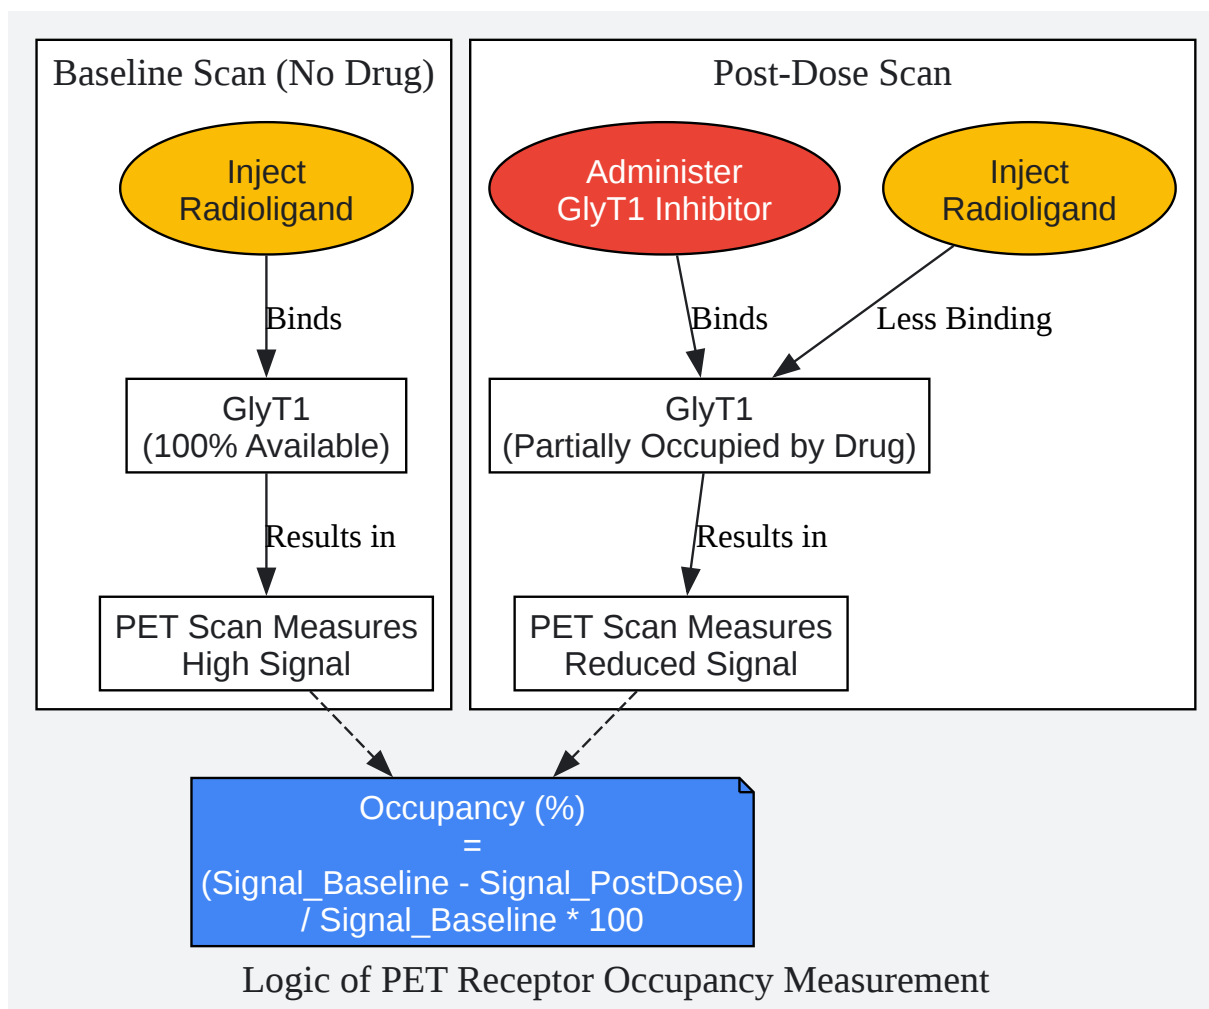 Baseline Scan (No Drug)
Inject
Radioligand
Binds
GlyT1
(100% Available)
Results in
PET Scan Measures
High Signal
Post-Dose Scan
Administer
GlyT1 Inhibitor
Inject
Radioligand
Binds
Less Binding
GlyT1
(Partially Occupied by Drug)
Results in
PET Scan Measures
Reduced Signal
Occupancy (%)
=
(Signal_Baseline - Signal_PostDose)
/ Signal_Baseline * 100
Logic of PET Receptor Occupancy Measurement